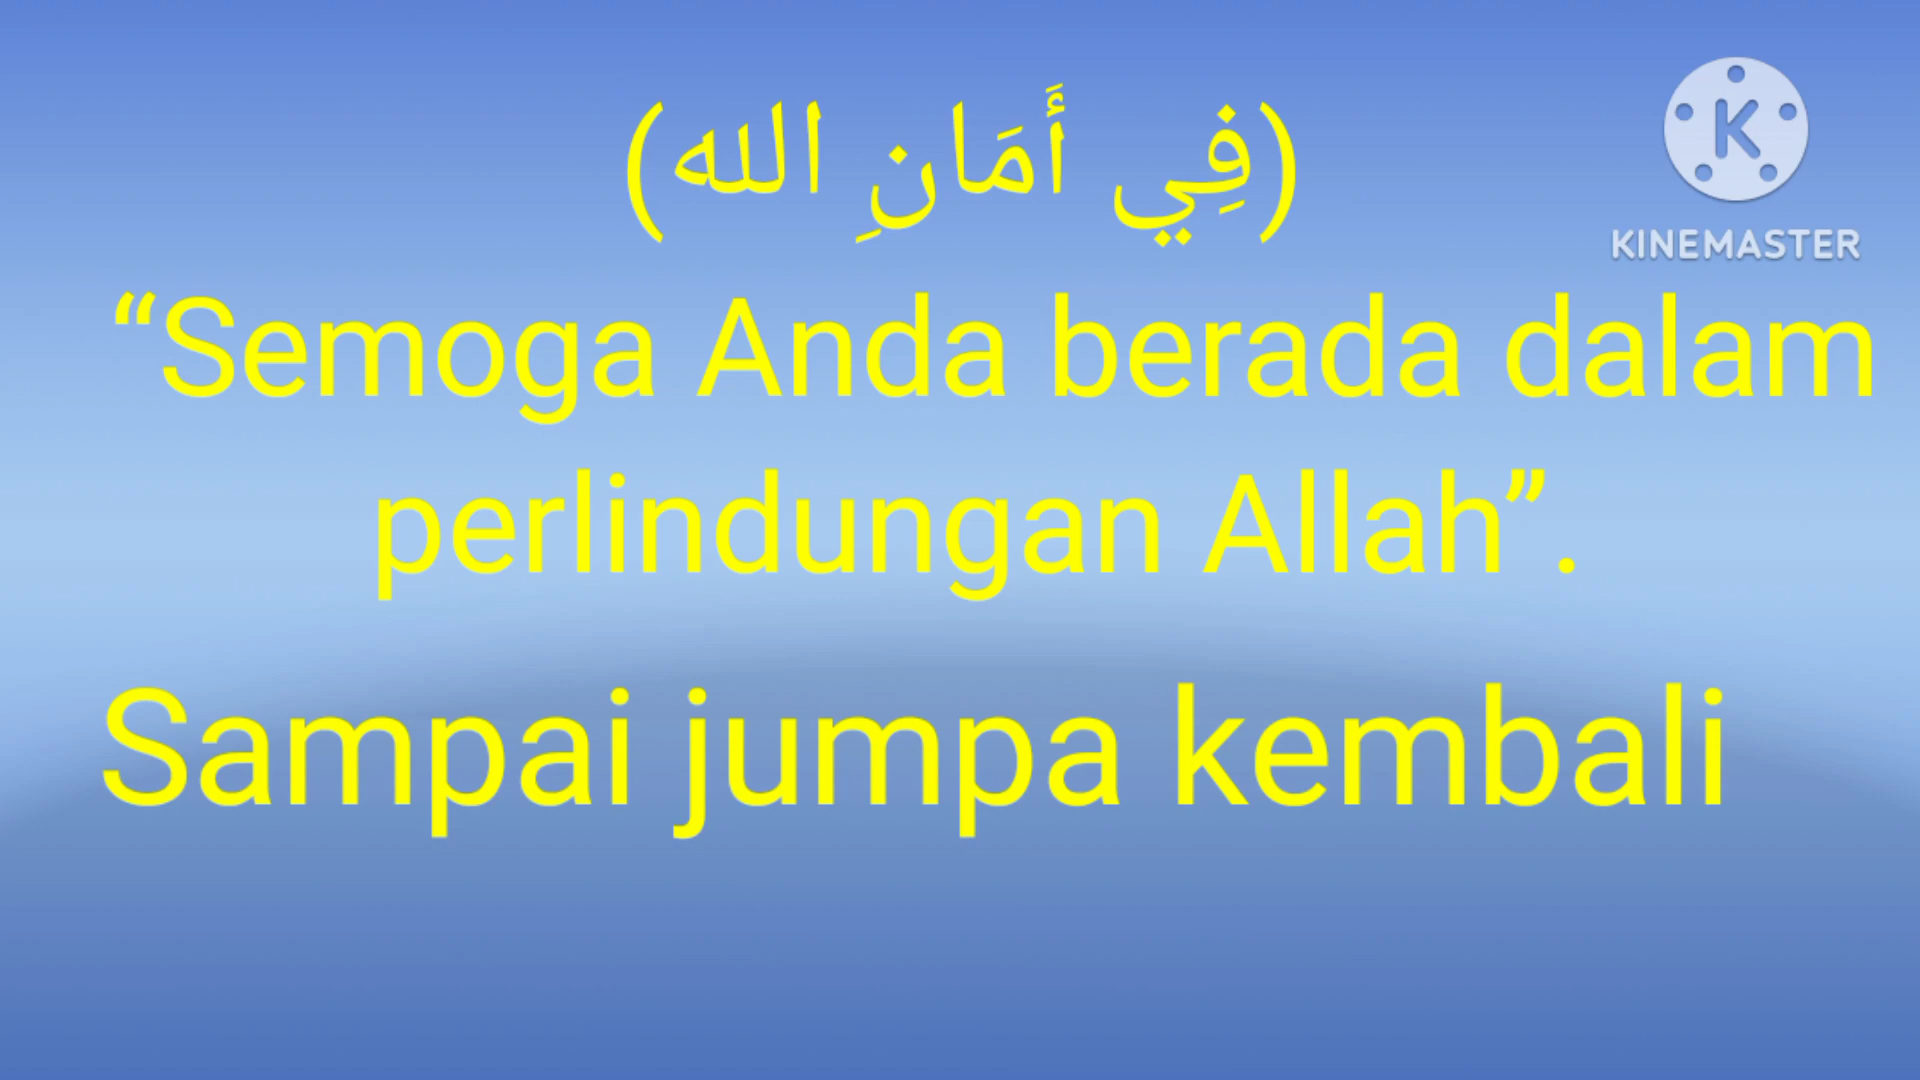 (فِي أَمَانِ الله)
“Semoga Anda berada dalam
perlindungan Allah”.
Sampai jumpa kembali
K
KINEMASTER